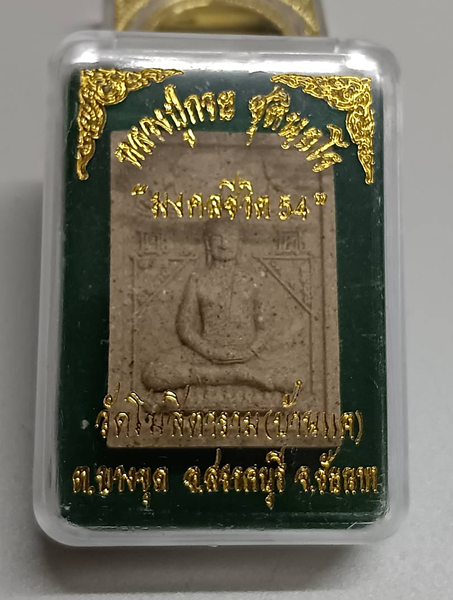 หลวงปู่กวย ชุตินฺธโร
"มงคลชีวิต 54"
วัดโฆสิตาราม (บ้านแค)
ต.บางขุด อ.สรรคบุรี จ.ชัยนาท